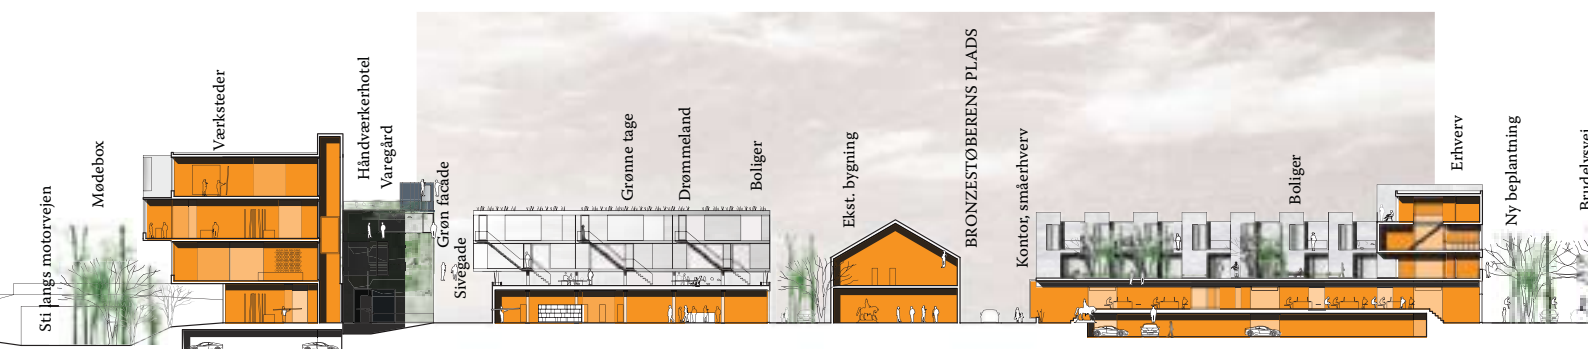 Sti langs motorvejen
Mødebox
Værksteder
Håndværkerhotel
Varegård
Grøn facade
Sivegade
Grønne tage
Drømmeland
Boliger
Ekst. bygning
BRONZESTØBERENS PLADS
Kontor, småerhverv
Boliger
Erhverv
Ny beplantning
Brudelysvej